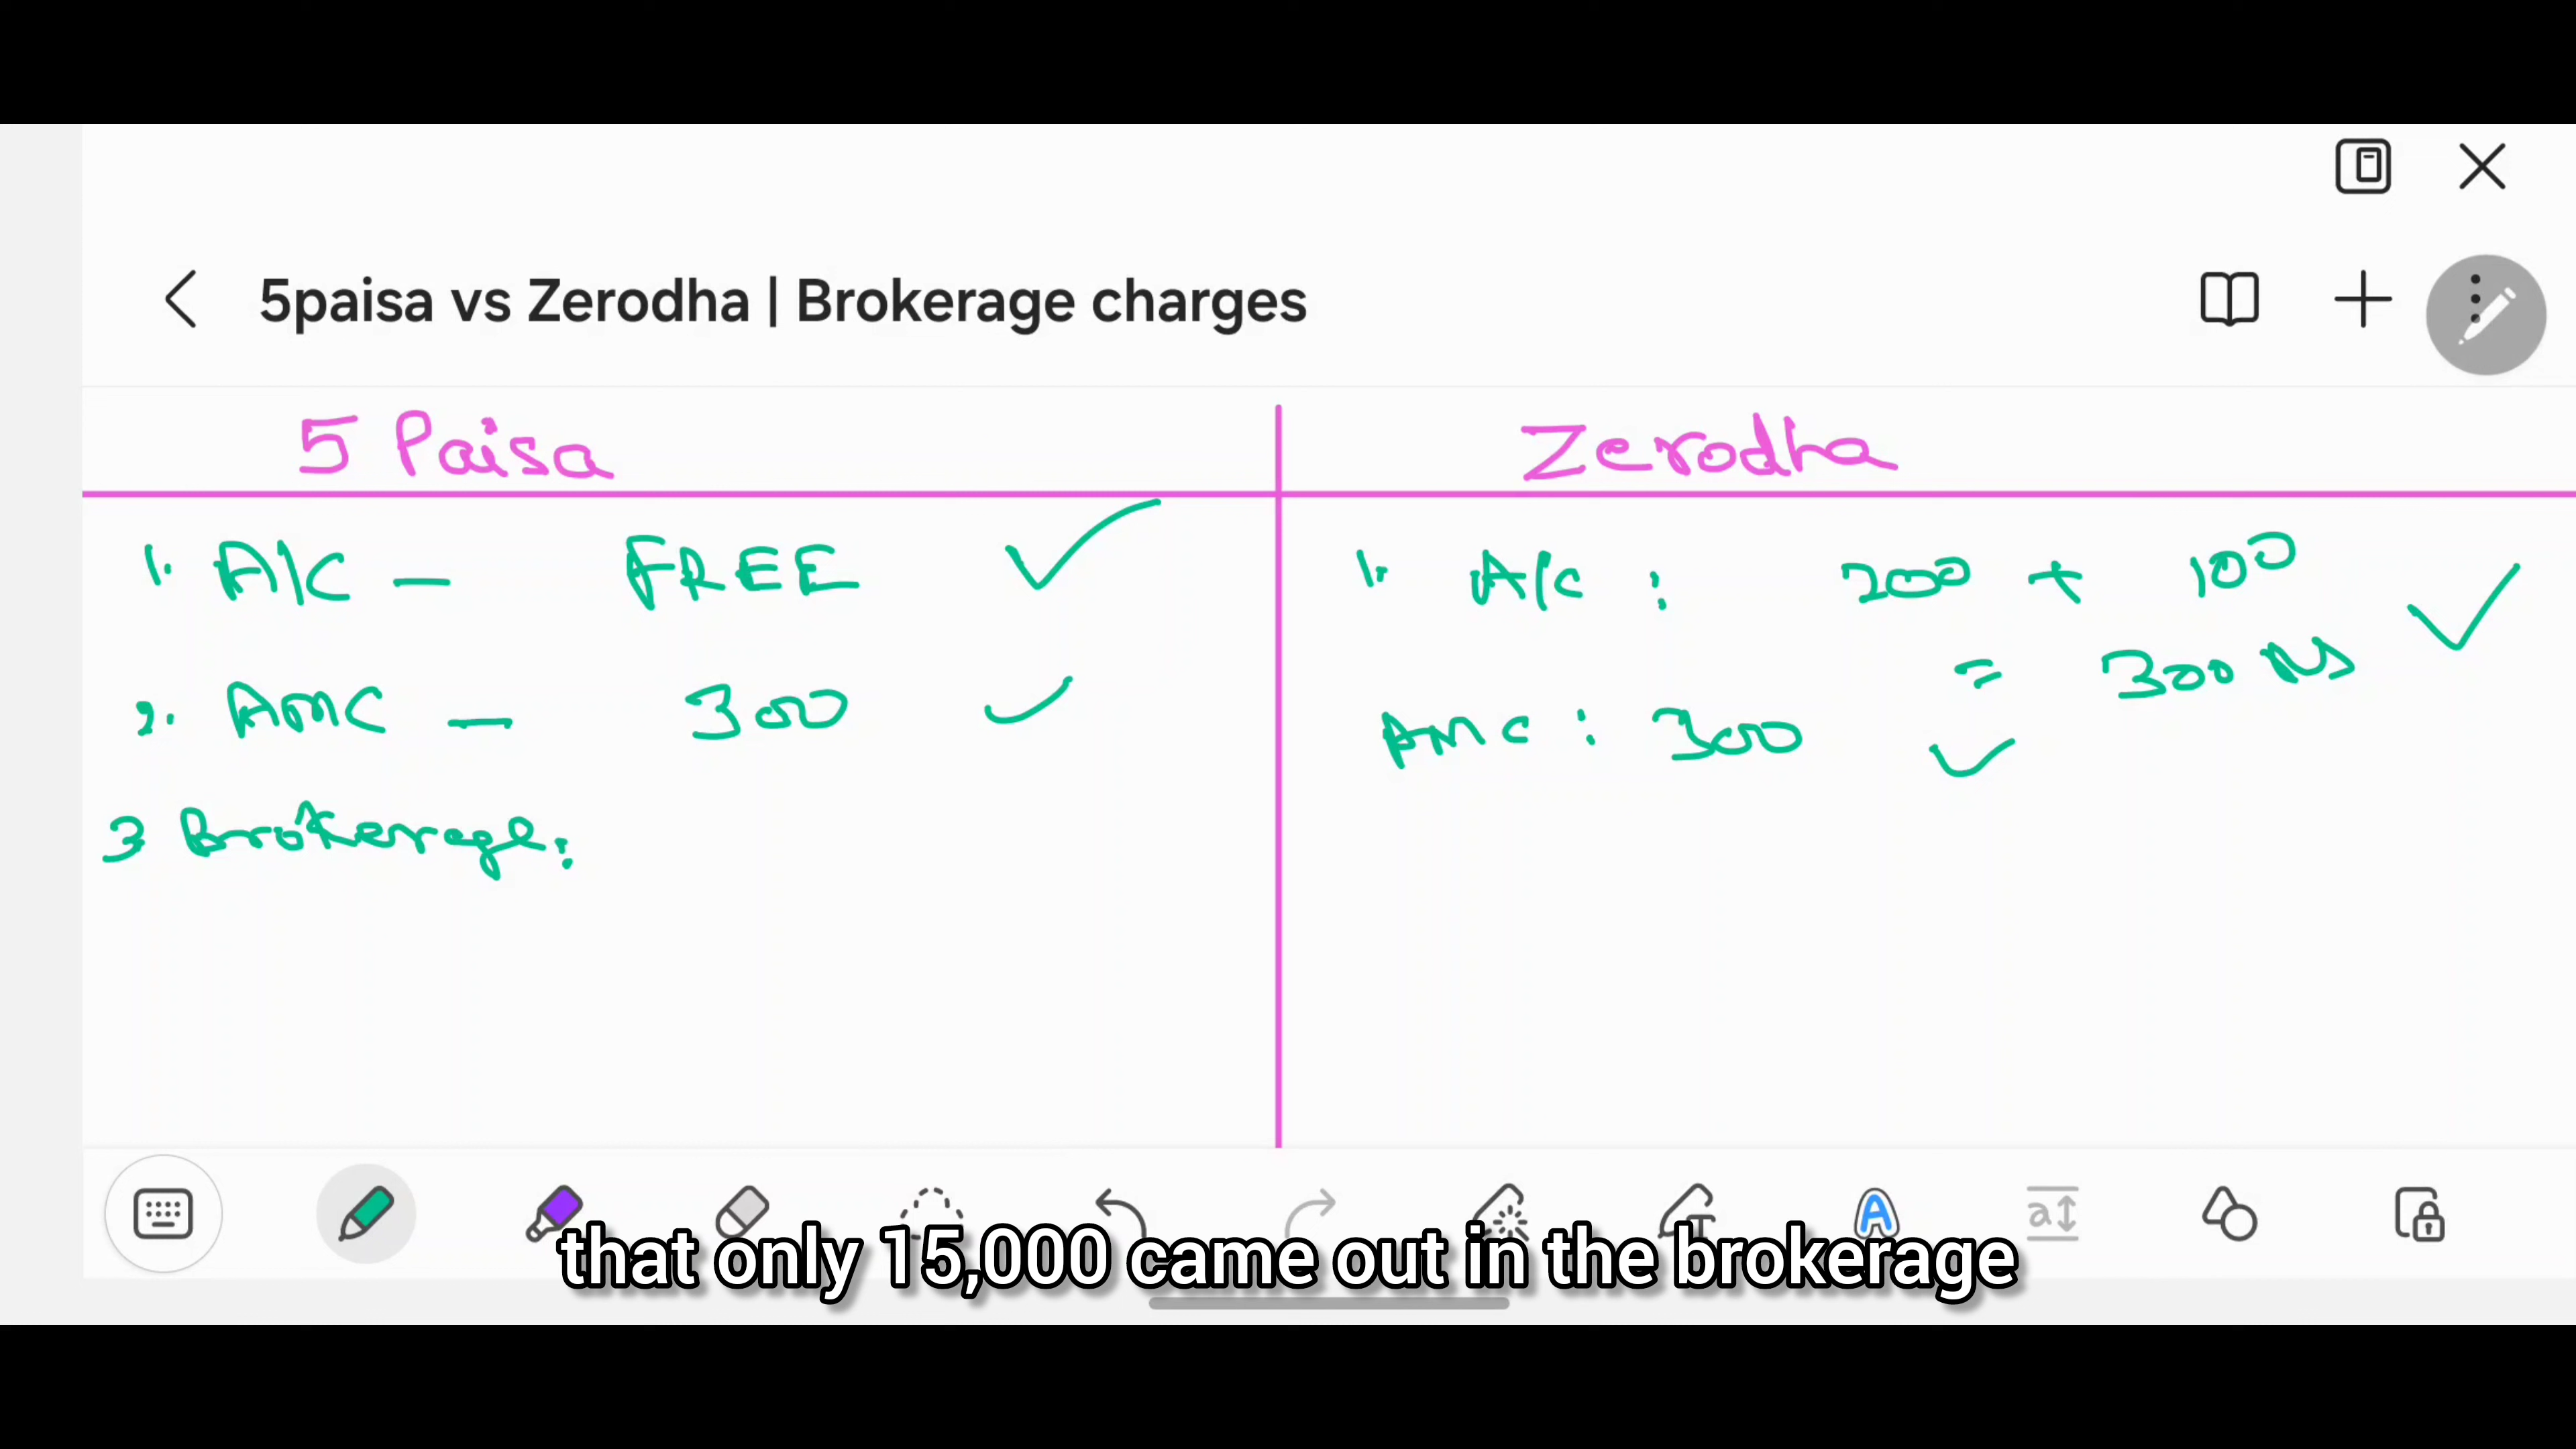 5paisa vs Zerodha | Brokerage charges
5 Paisa
Zerodha
1. A/C - FREE
2. AMC - 300
3 Brokerage:
1. A/c : 200 + 100
= 300 Rs
AMC : 300
that only 15,000 came out in the brokerage